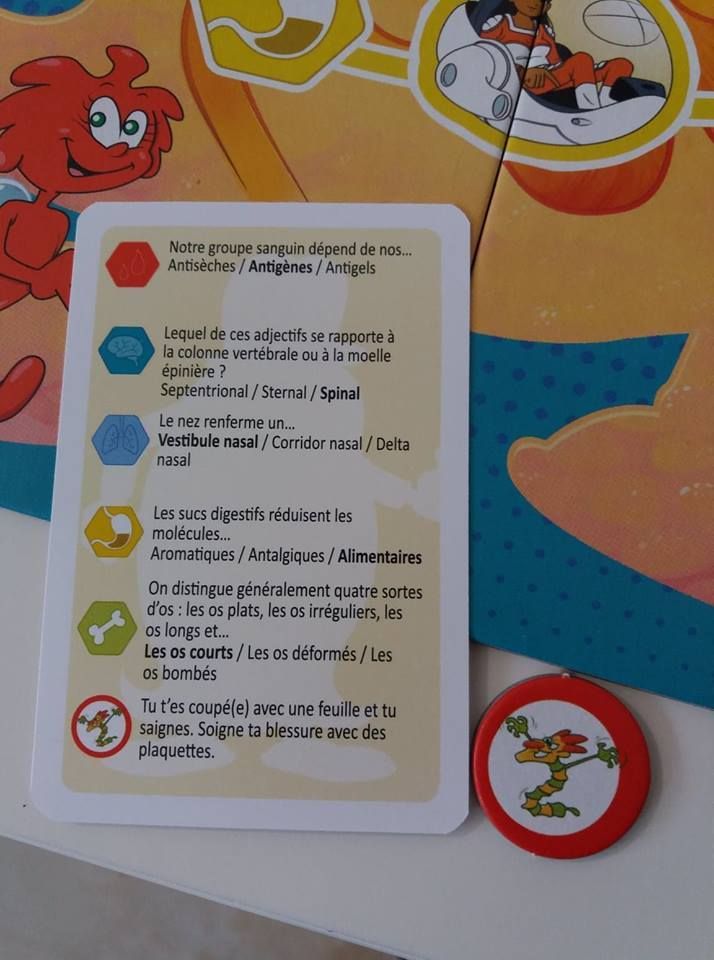 Notre groupe sanguin dépend de nos...
Antisèches / Antigènes / Antigels
Lequel de ces adjectifs se rapporte à
la colonne vertébrale ou à la moelle
épinière ?
Septentrional / Sternal / Spinal
Le nez renferme un...
Vestibule nasal / Corridor nasal / Delta
nasal
Les sucs digestifs réduisent les
molécules...
Aromatiques / Antalgiques / Alimentaires
On distingue généralement quatre sortes
d'os : les os plats, les os irréguliers, les
os longs et...
Les os courts / Les os déformés / Les
os bombés
Tu t'es coupé(e) avec une feuille et tu
saignes. Soigne ta blessure avec des
plaquettes.